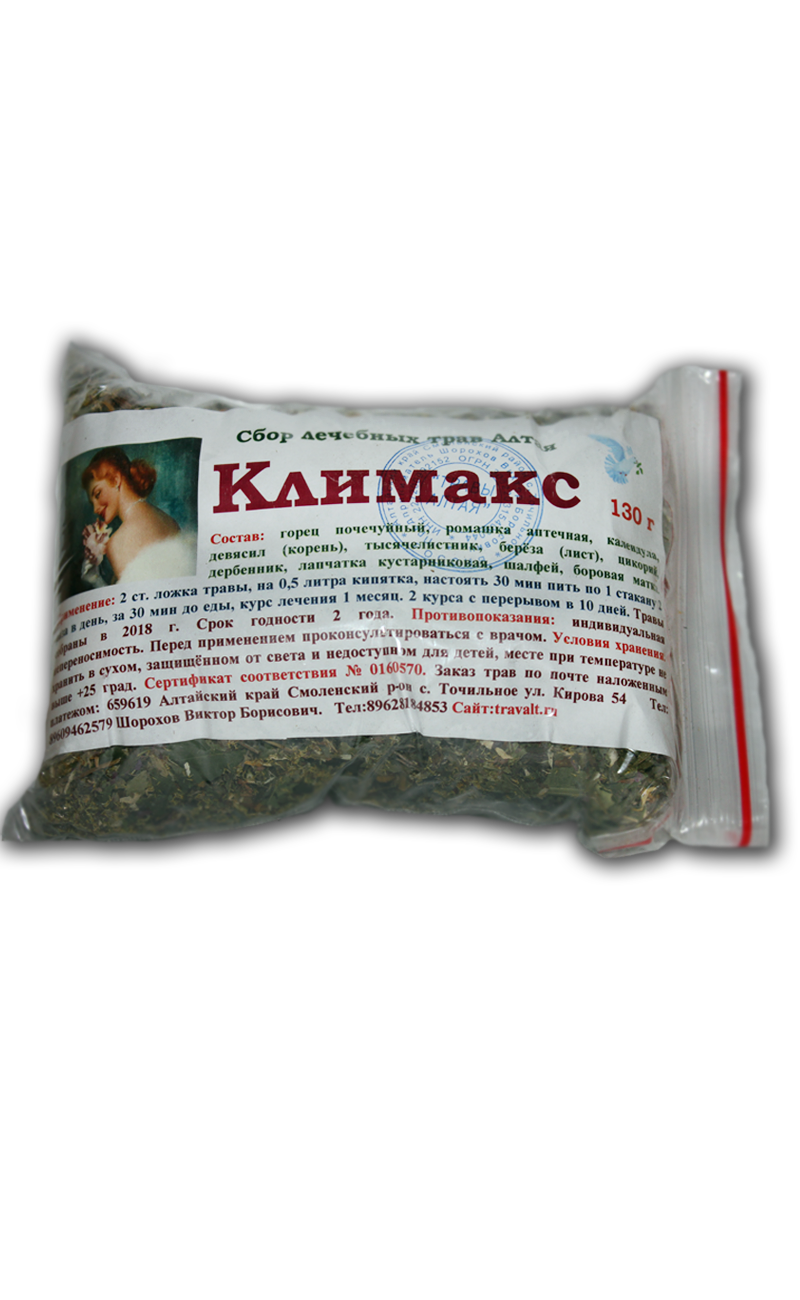 Сбор лечебных трав Алтая
Климакс
130 г
Состав: горец почечуйный, ромашка аптечная, календула,
девясил (корень), тысячелистник, берёза (лист), цикорий,
дербенник, лапчатка кустарниковая, шалфей, боровая матка.
Применение: 2 ст. ложка травы, на 0,5 литра кипятка, настоять 30 мин пить по 1 стакану 2
в день, за 30 мин до еды, курс лечения 1 месяц. 2 курса с перерывом в 10 дней. Травы
собраны в 2018 г. Срок годности 2 года. Противопоказания: индивидуальная
непереносимость. Перед применением проконсультироваться с врачом. Условия хранения:
хранить в сухом, защищённом от света и недоступном для детей, месте при температуре не
выше +25 град. Сертификат соответствия № 0160570. Заказ трав по почте наложенным
платежом: 659619 Алтайский край Смоленский р-он с. Точильное ул. Кирова 54 Тел:
89609462579 Шорохов Виктор Борисович. Тел:89628184853 Сайт:travalt.ru